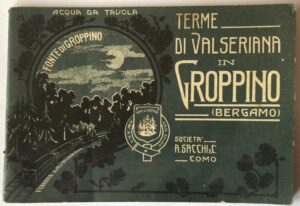 ACQUA DA TAVOLA
FONTE DI GROPPINO
TERME
DI VALSERIANA
IN
GROPPINO
(BERGAMO)
SOCIETA'
A. SACCHI & C.
COMO